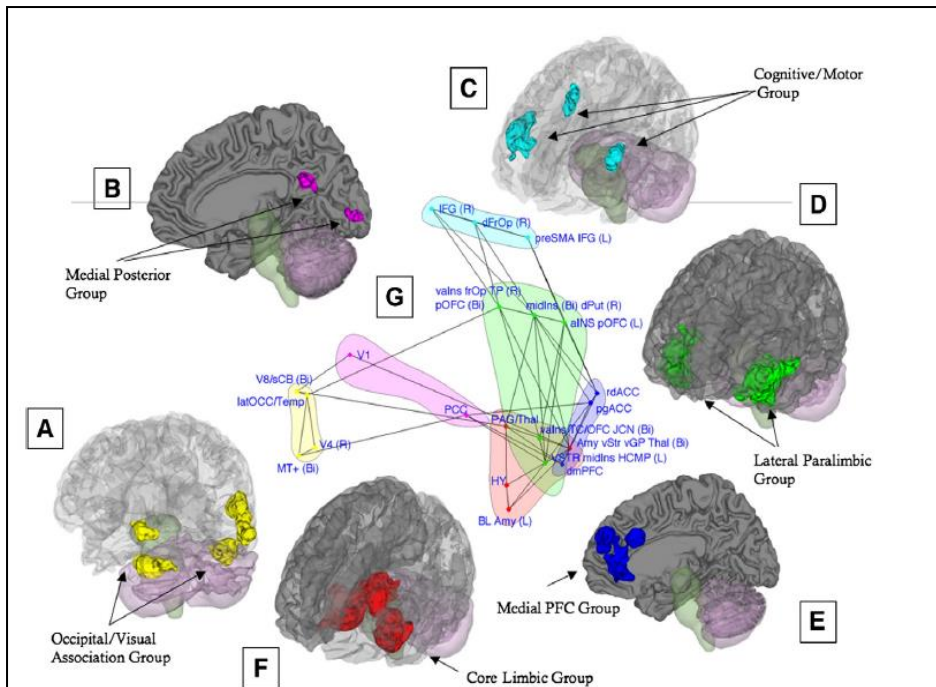 C
Cognitive/Motor
Group
B
D
IFG (R)
dFrOp (R)
preSMA IFG (L)
Medial Posterior
Group
G
vaIns frOp TP (R)
pOFC (Bi)
midIns (Bi) dPut (R)
aINS pOFC (L)
V1
V8/sCB (Bi)
latOCC/Temp
rdACC
pgACC
A
PCC
PAG/Thal
vaIns/TC/OFC JCN (Bi)
V4 (R)
Amy vStr vGP Thal (Bi)
MT+ (Bi)
vSTR midIns HCMP (L)
dmPFC
Lateral Paralimbic
Group
HY
BL Amy (L)
Medial PFC Group
E
Occipital/Visual
Association Group
F
Core Limbic Group